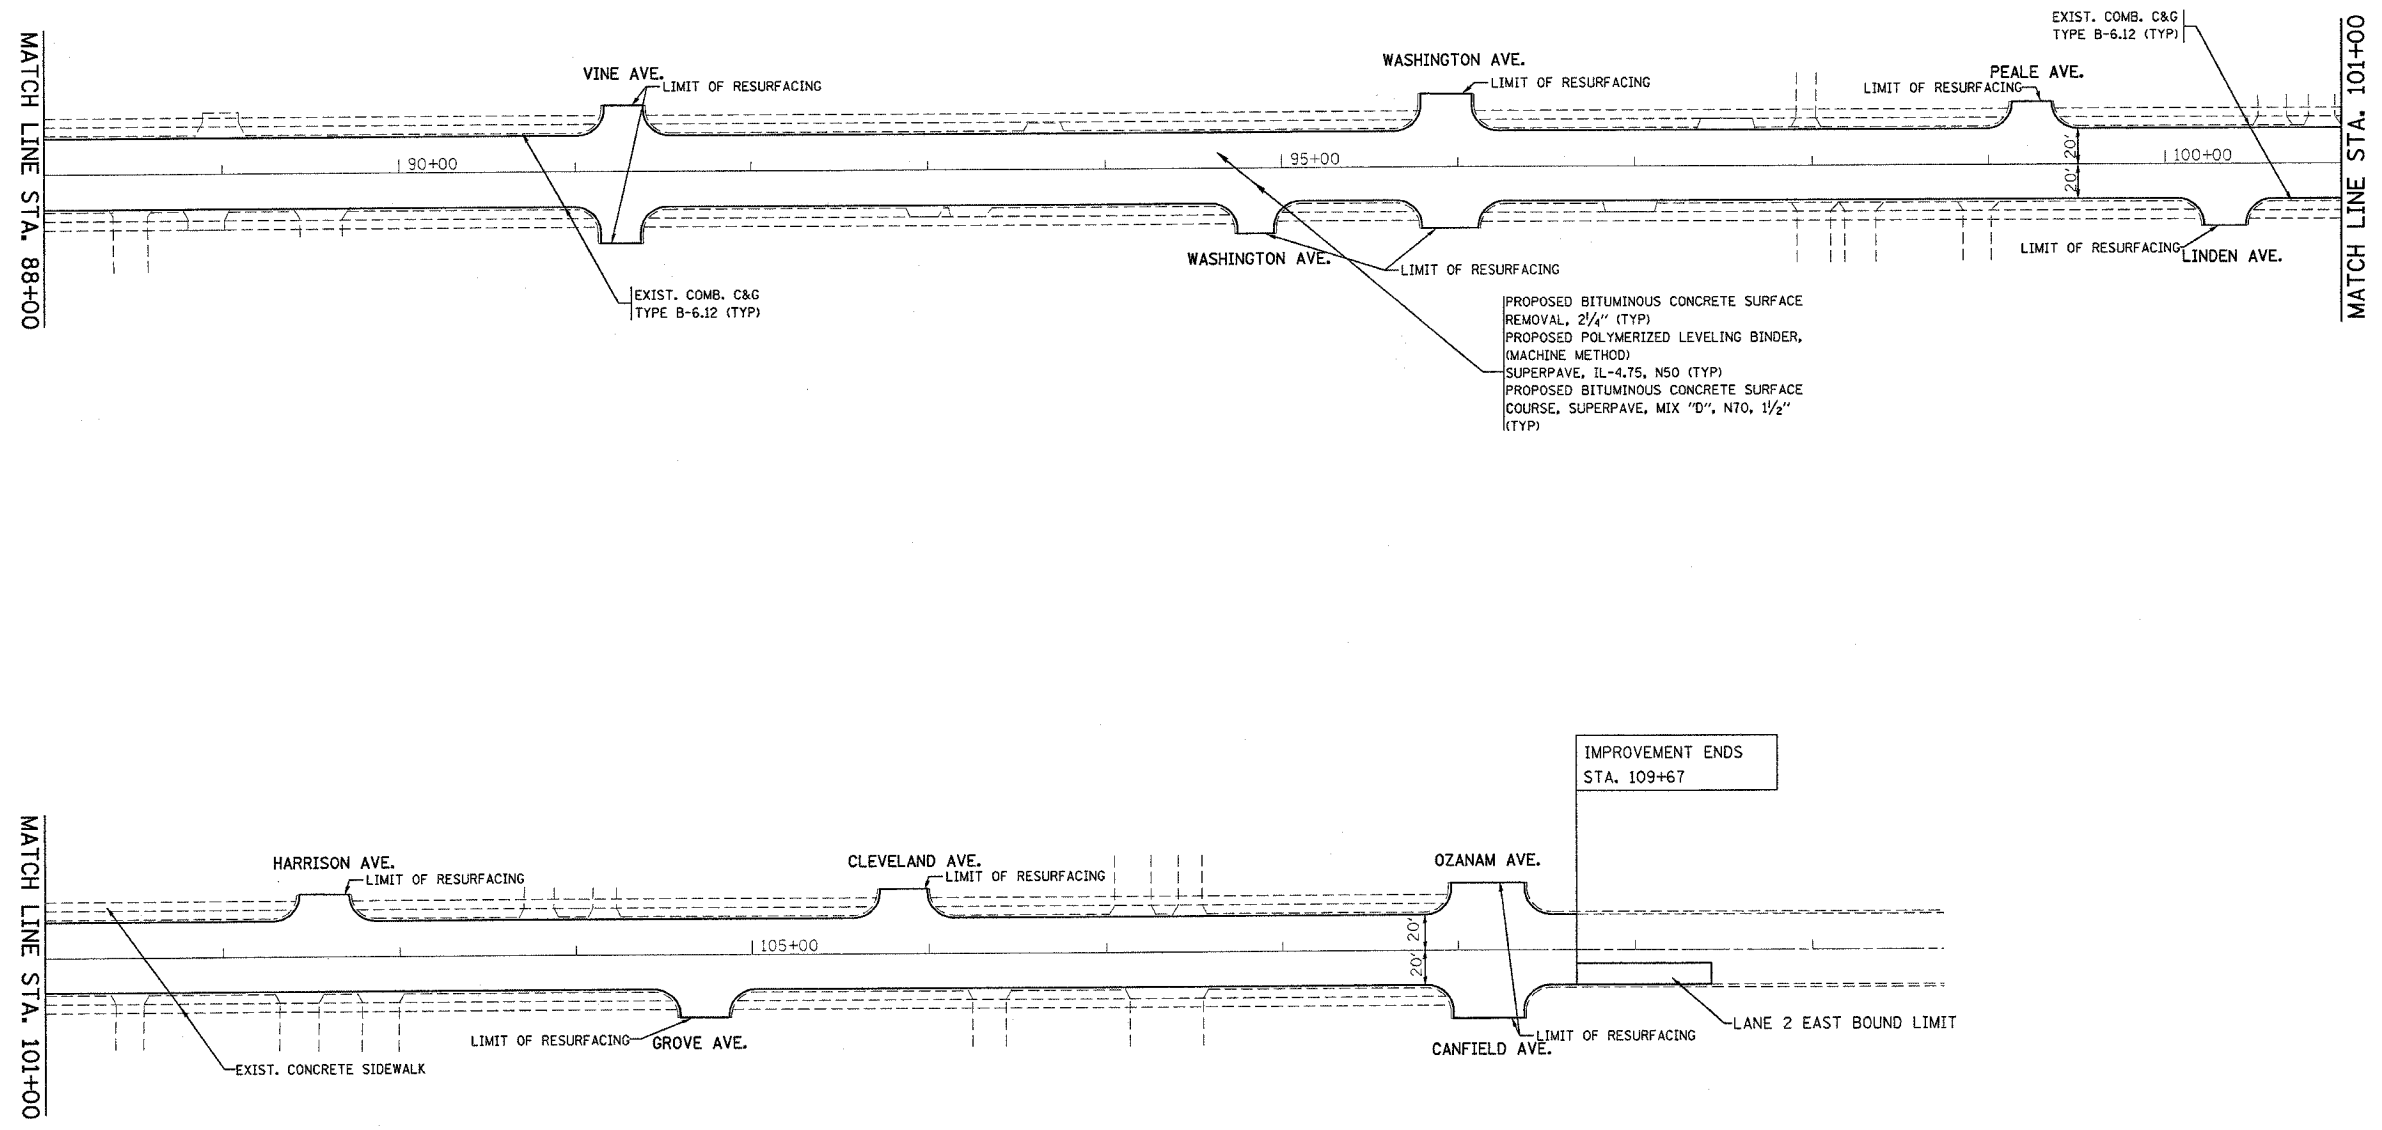 MATCH LINE STA. 88+00
VINE AVE.
LIMIT OF RESURFACING
WASHINGTON AVE.
LIMIT OF RESURFACING
PEALE AVE.
LIMIT OF RESURFACING
EXIST. COMB. C&G
TYPE B-6.12 (TYP)
MATCH LINE STA. 101+00
90+00
95+00
100+00
20'
20'
EXIST. COMB. C&G
TYPE B-6.12 (TYP)
WASHINGTON AVE.
LIMIT OF RESURFACING
LIMIT OF RESURFACING
LINDEN AVE.
PROPOSED BITUMINOUS CONCRETE SURFACE
REMOVAL, 2 1/4" (TYP)
PROPOSED POLYMERIZED LEVELING BINDER,
(MACHINE METHOD)
SUPERPAVE, IL-4.75, N50 (TYP)
PROPOSED BITUMINOUS CONCRETE SURFACE
COURSE, SUPERPAVE, MIX "D", N70, 1 1/2"
(TYP)
IMPROVEMENT ENDS
STA. 109+67
MATCH LINE STA. 101+00
HARRISON AVE.
LIMIT OF RESURFACING
CLEVELAND AVE.
LIMIT OF RESURFACING
OZANAM AVE.
105+00
20'
20'
LIMIT OF RESURFACING
GROVE AVE.
LIMIT OF RESURFACING
CANFIELD AVE.
LANE 2 EAST BOUND LIMIT
EXIST. CONCRETE SIDEWALK